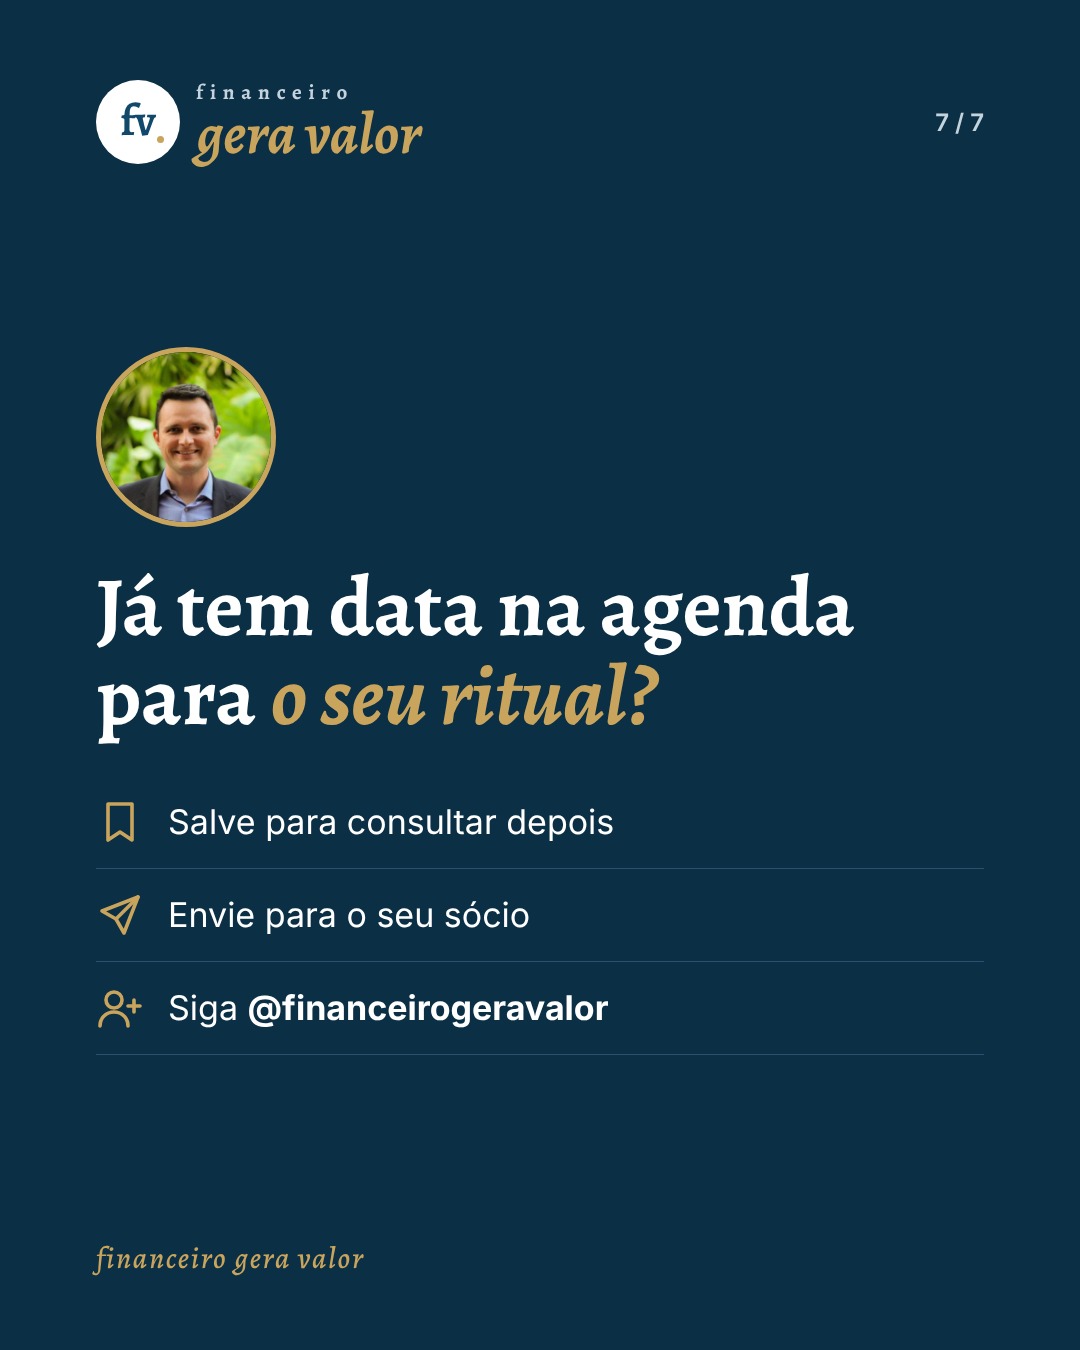 fv.
financeiro
gera valor
7 / 7
Já tem data na agenda
para o seu ritual?
Salve para consultar depois
Envie para o seu sócio
Siga @financeirogeravalor
financeiro gera valor